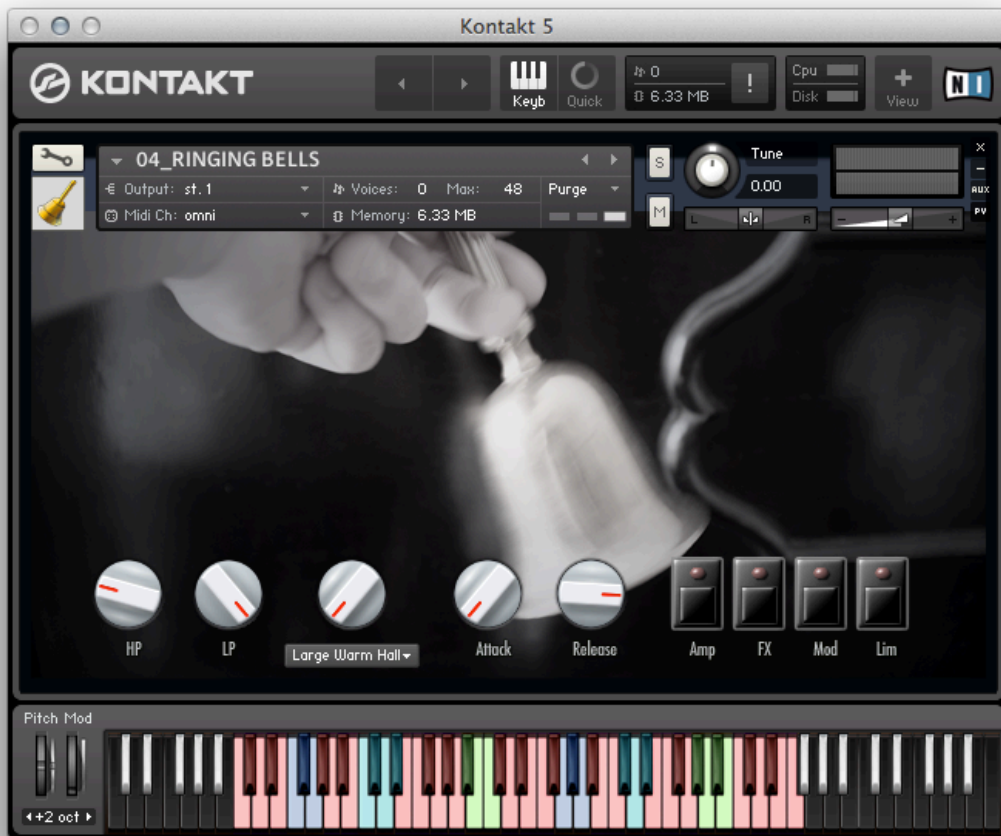 Kontakt 5
KONTAKT
Keyb
Quick
0
6.33 MB
!
Cpu
Disk
View
NI
04_RINGING BELLS
Output: st. 1
Voices: 0 Max: 48
Purge
Midi Ch: omni
Memory: 6.33 MB
S
M
Tune
0.00
L R
- +
x
-
AUX
PV
HP
LP
Large Warm Hall
Attack
Release
Amp
FX
Mod
Lim
Pitch Mod
+2 oct